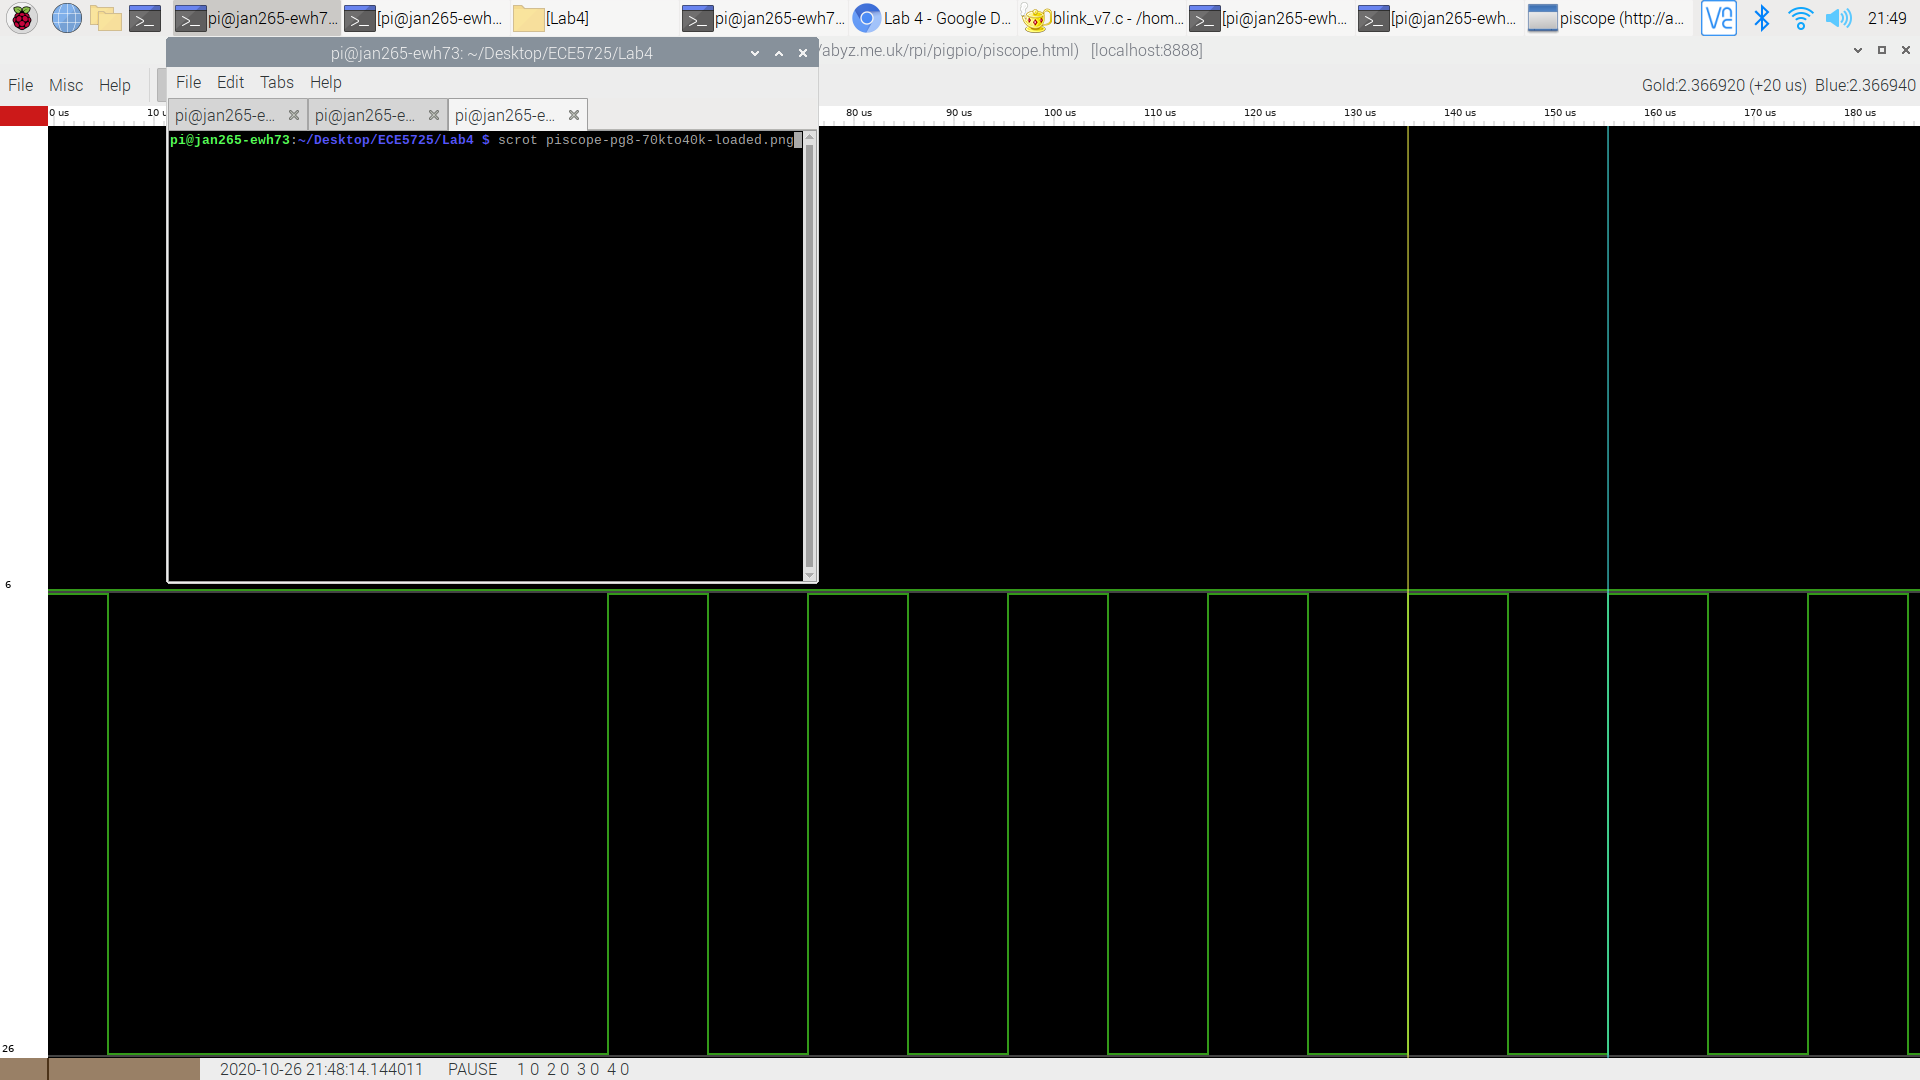 pi@jan265-ewh7... [pi@jan265-ewh... [Lab4] pi@jan265-ewh7... Lab 4 - Google D... blink_v7.c - /hom... [pi@jan265-ewh... [pi@jan265-ewh... piscope (http://a... 21:49
pi@jan265-ewh73: ~/Desktop/ECE5725/Lab4
/abyz.me.uk/rpi/pigpio/piscope.html) [localhost:8888]
File Misc Help
File Edit Tabs Help
Gold:2.366920 (+20 us) Blue:2.366940
pi@jan265-e... pi@jan265-e... pi@jan265-e...
0 us 10 u 80 us 90 us 100 us 110 us 120 us 130 us 140 us 150 us 160 us 170 us 180 us
pi@jan265-ewh73:~/Desktop/ECE5725/Lab4 $ scrot piscope-pg8-70kto40k-loaded.png
6
26
2020-10-26 21:48:14.144011 PAUSE 1 0 2 0 3 0 4 0